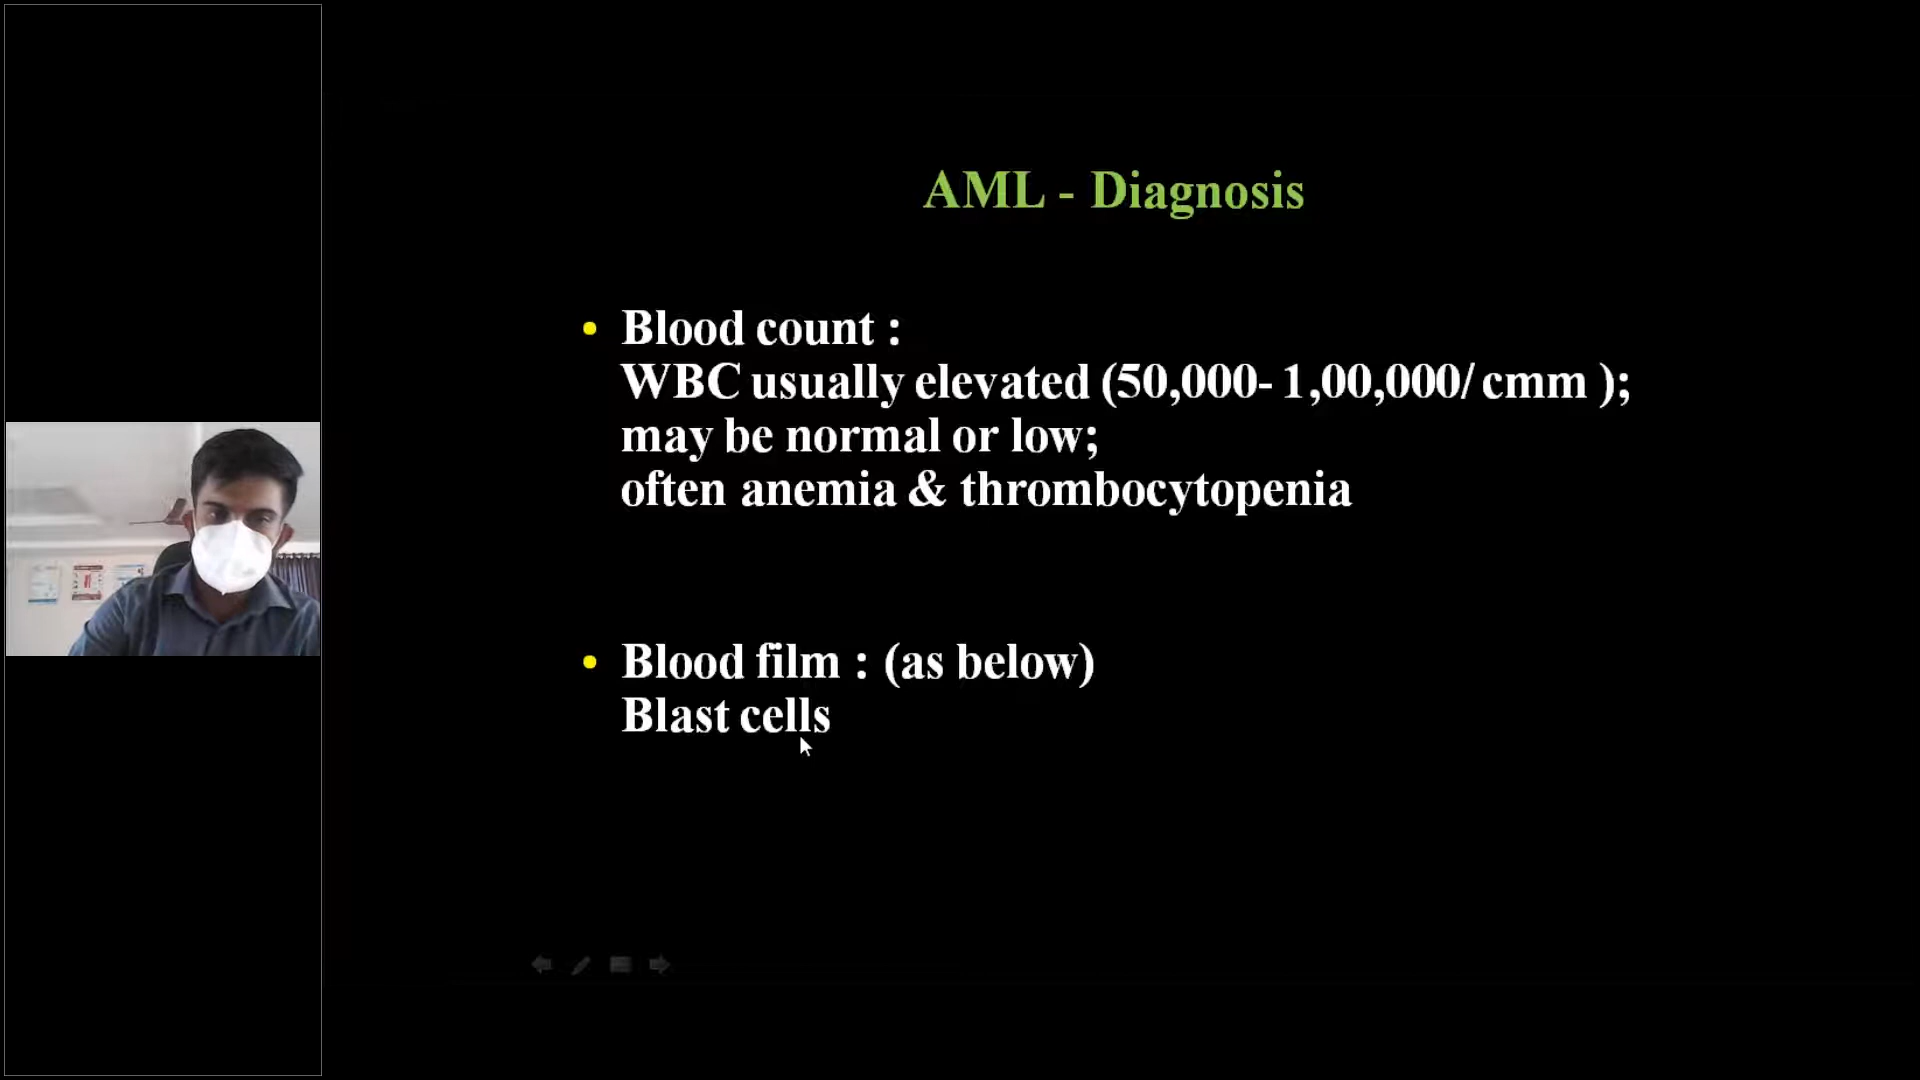 AML - Diagnosis
• Blood count :
WBC usually elevated (50,000- 1,00,000/ cmm );
may be normal or low;
often anemia & thrombocytopenia
• Blood film : (as below)
Blast cells